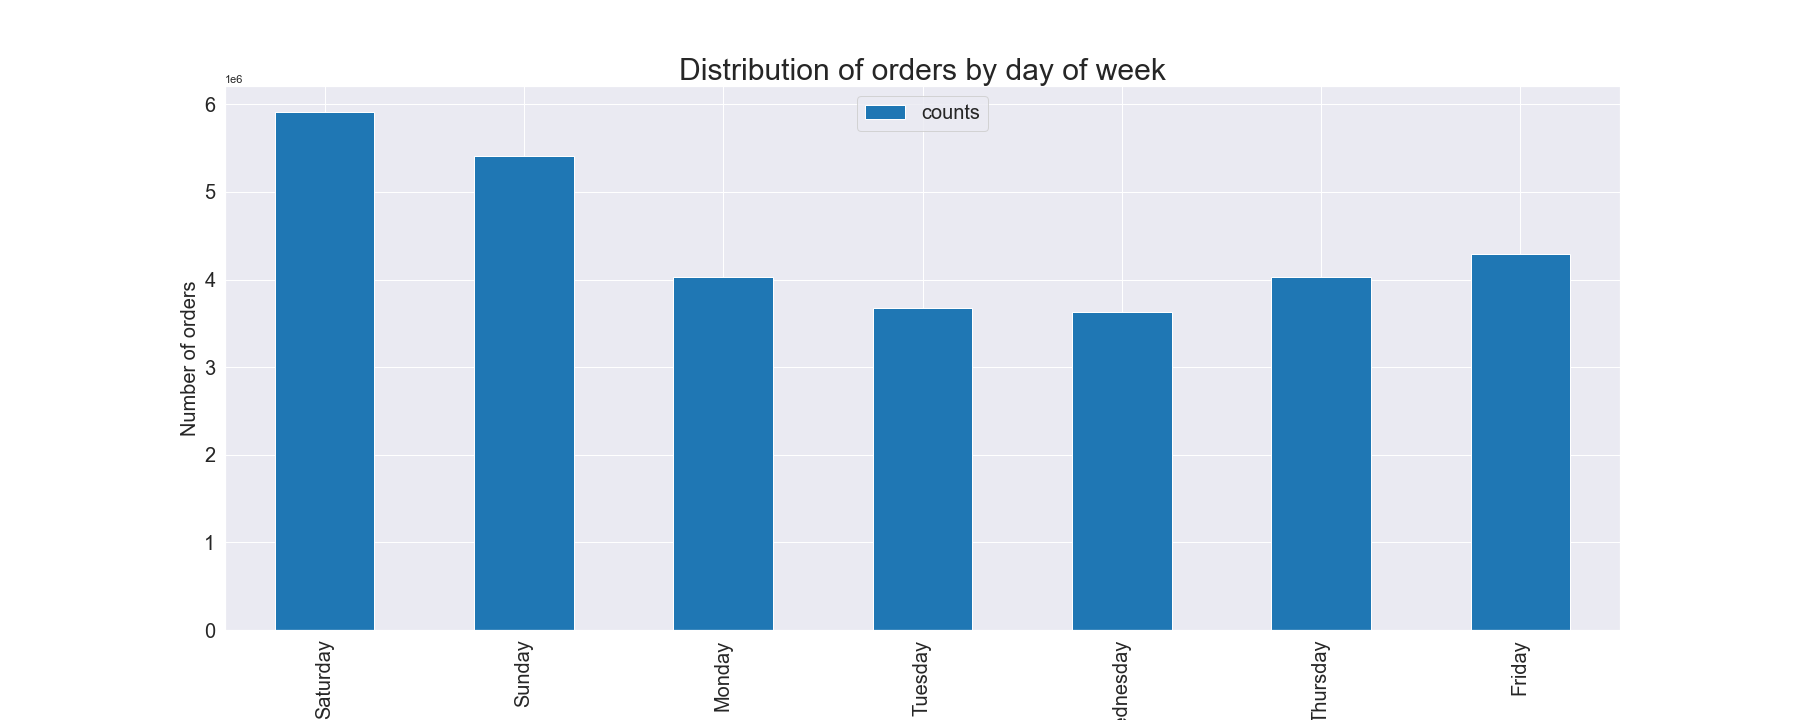 Distribution of orders by day of week
1e6
counts
6
5
4
3
2
1
0
Number of orders
Saturday
Sunday
Monday
Tuesday
ednesday
Thursday
Friday